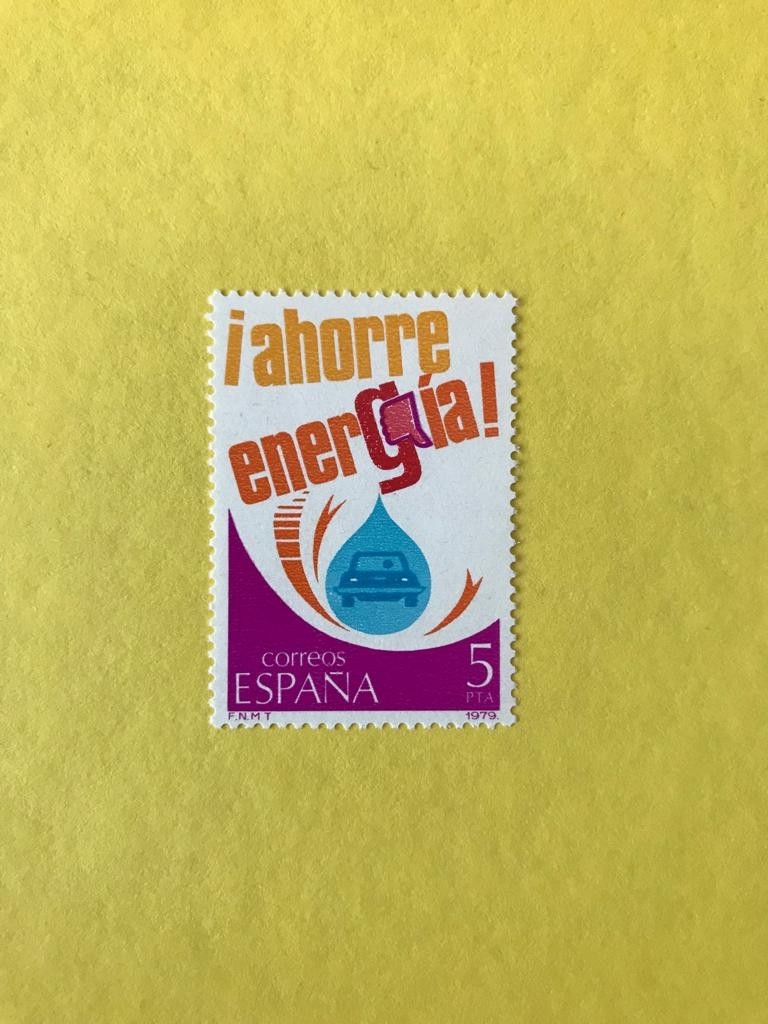 ¡ahorre
energía!
correos
ESPAÑA
5
PTA
F.N.M T
1979.